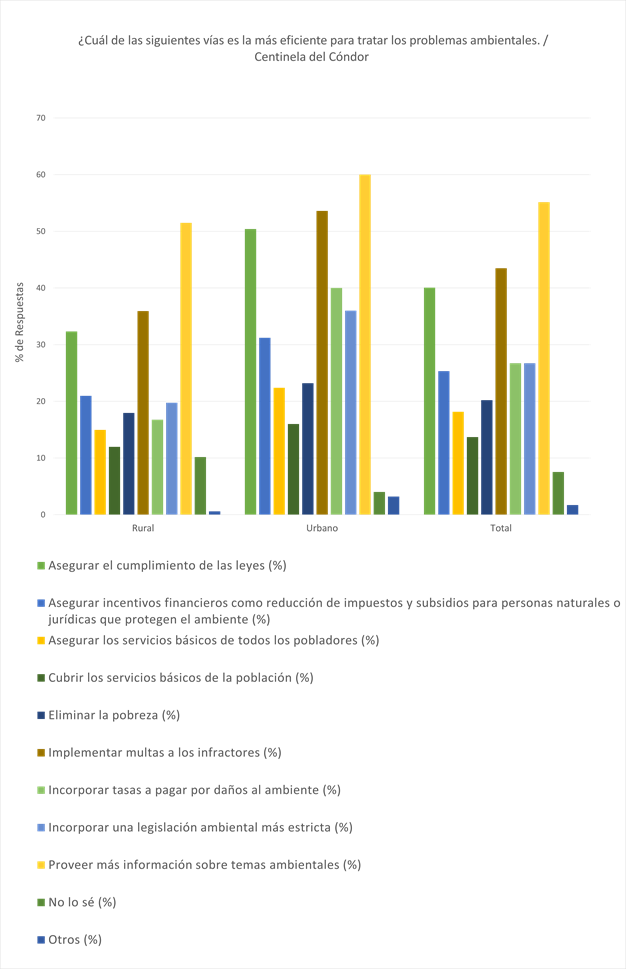 ¿Cuál de las siguientes vías es la más eficiente para tratar los problemas ambientales. /
Centinela del Cóndor
70
60
50
40
30
20
10
0
% de Respuestas
Rural
Urbano
Total
Asegurar el cumplimiento de las leyes (%)
Asegurar incentivos financieros como reducción de impuestos y subsidios para personas naturales o
jurídicas que protegen el ambiente (%)
Asegurar los servicios básicos de todos los pobladores (%)
Cubrir los servicios básicos de la población (%)
Eliminar la pobreza (%)
Implementar multas a los infractores (%)
Incorporar tasas a pagar por daños al ambiente (%)
Incorporar una legislación ambiental más estricta (%)
Proveer más información sobre temas ambientales (%)
No lo sé (%)
Otros (%)